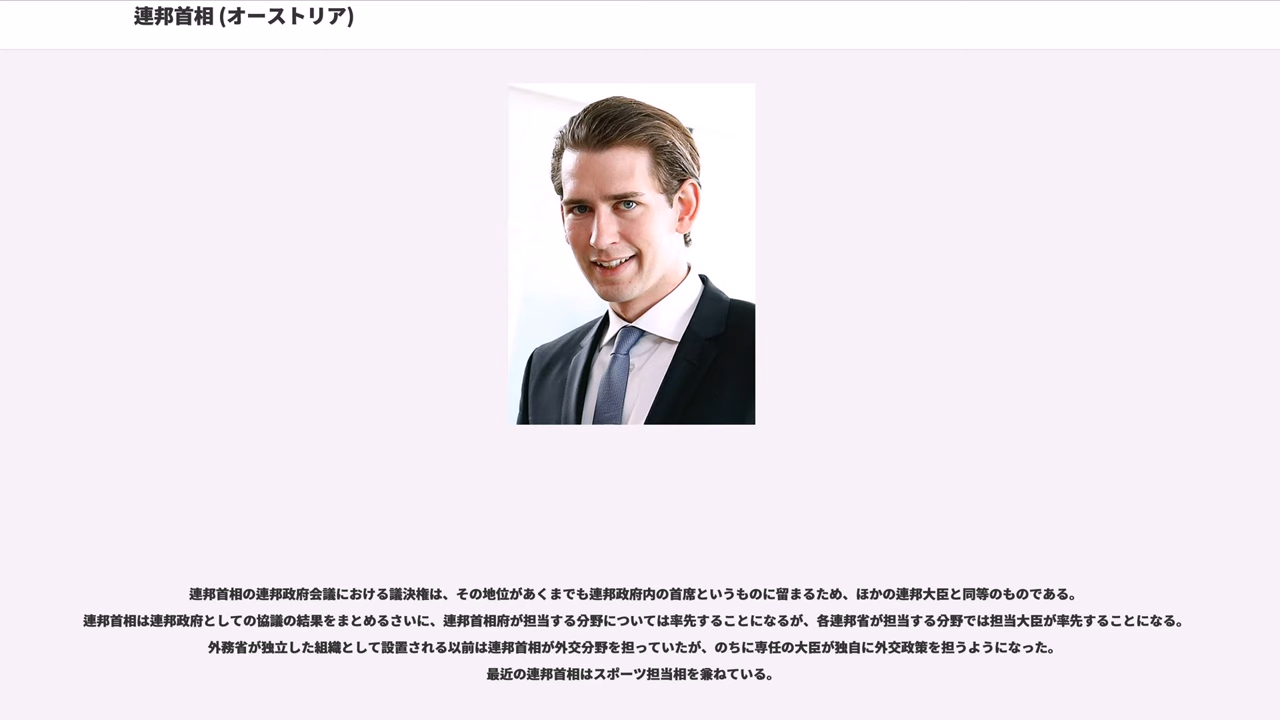 連邦首相 (オーストリア)
連邦首相の連邦政府会議における議決権は、その地位があくまでも連邦政府内の首席というものに留まるため、ほかの連邦大臣と同等のものである。
連邦首相は連邦政府としての協議の結果をまとめるさいに、連邦首相府が担当する分野については率先することになるが、各連邦省が担当する分野では担当大臣が率先することになる。
外務省が独立した組織として設置される以前は連邦首相が外交分野を担っていたが、のちに専任の大臣が独自に外交政策を担うようになった。
最近の連邦首相はスポーツ担当相を兼ねている。